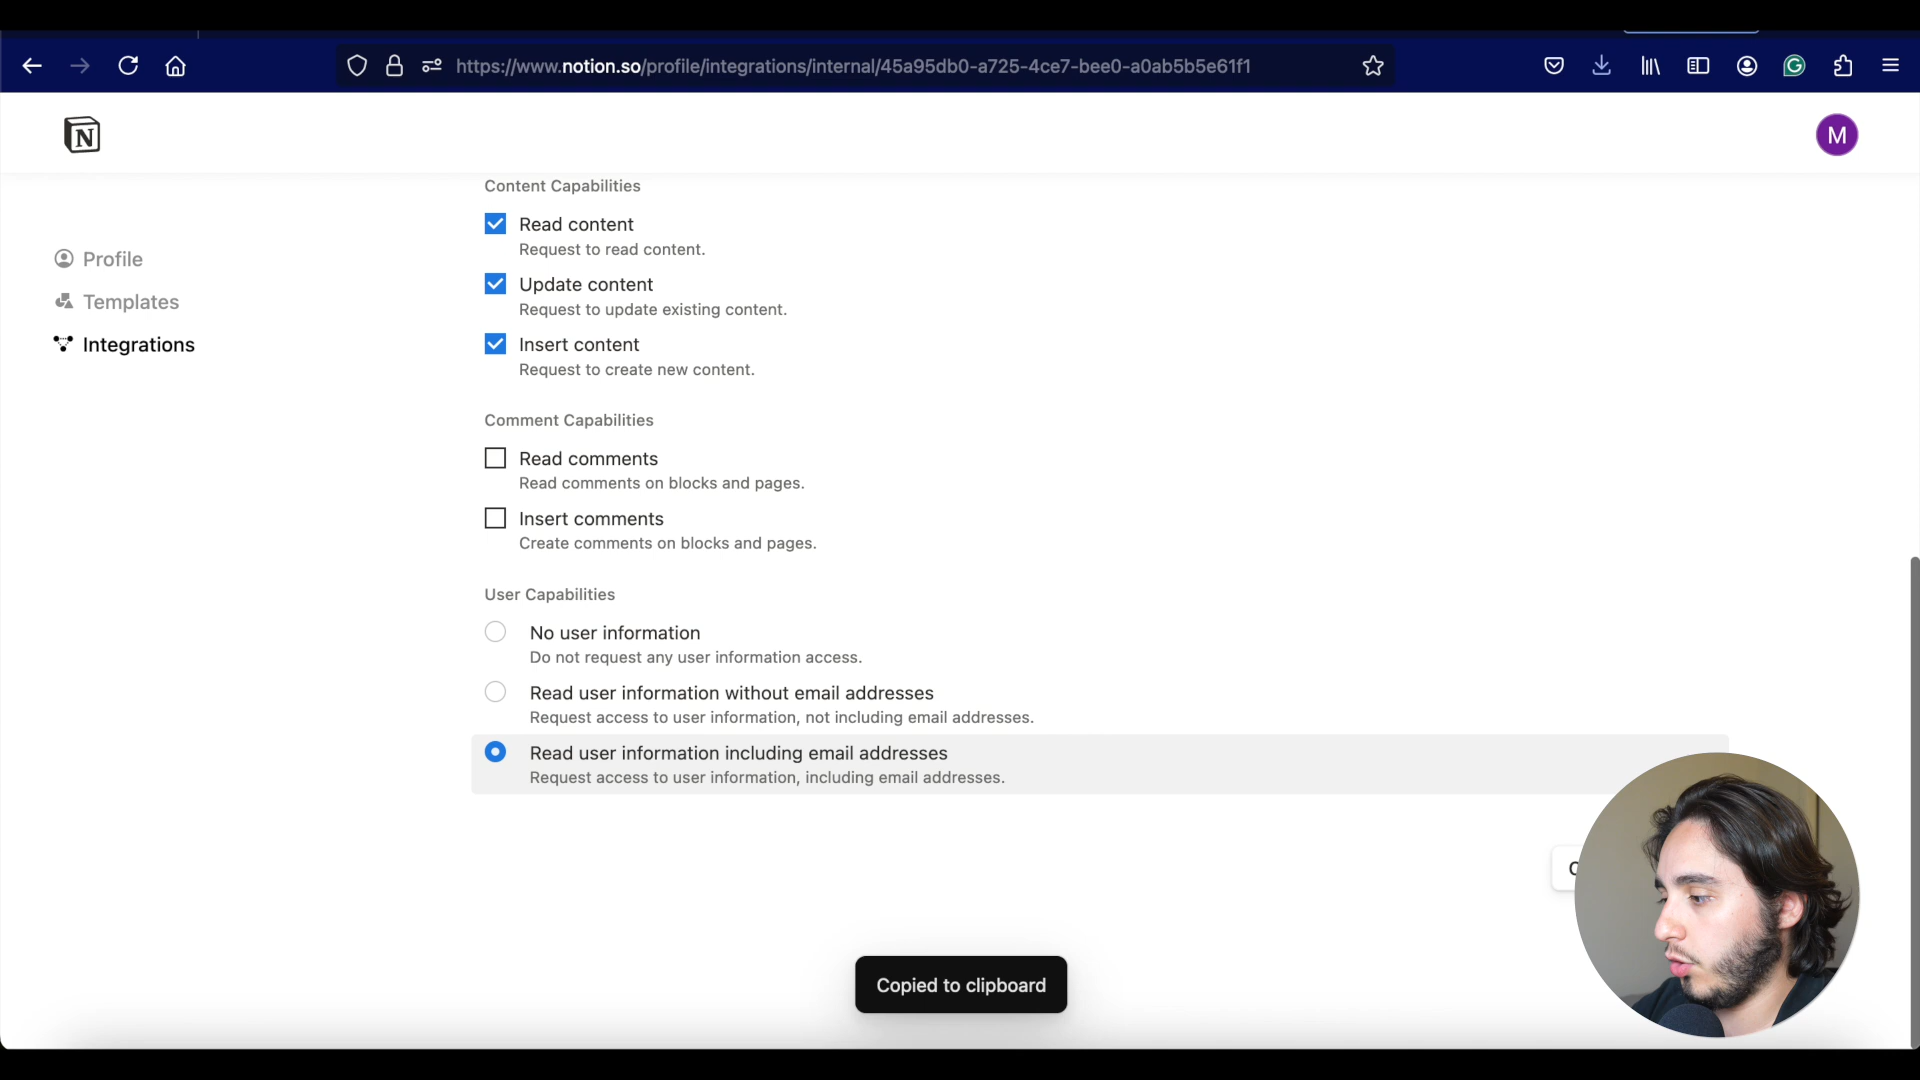 https://www.notion.so/profile/integrations/internal/45a95db0-a725-4ce7-bee0-a0ab5b5e61f1
N
M
Profile
Templates
Integrations
Content Capabilities
Read content
Request to read content.
Update content
Request to update existing content.
Insert content
Request to create new content.
Comment Capabilities
Read comments
Read comments on blocks and pages.
Insert comments
Create comments on blocks and pages.
User Capabilities
No user information
Do not request any user information access.
Read user information without email addresses
Request access to user information, not including email addresses.
Read user information including email addresses
Request access to user information, including email addresses.
Copied to clipboard